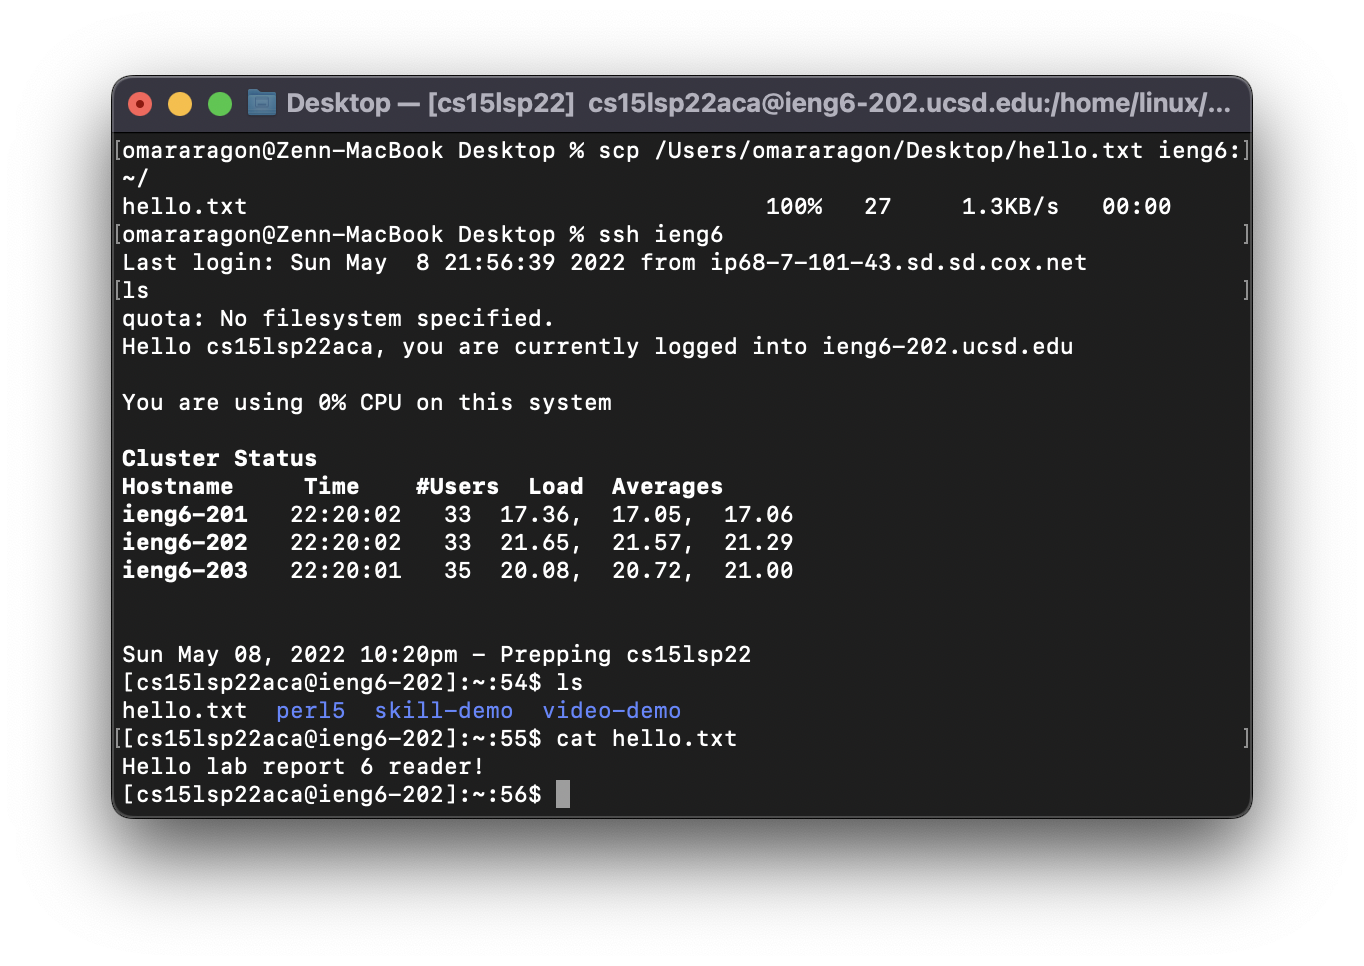 Desktop — [cs15lsp22] cs15lsp22aca@ieng6-202.ucsd.edu:/home/linux/...
[omararagon@Zenn-MacBook Desktop % scp /Users/omararagon/Desktop/hello.txt ieng6:]
~/
hello.txt                                     100%   27     1.3KB/s   00:00
[omararagon@Zenn-MacBook Desktop % ssh ieng6                                     ]
Last login: Sun May  8 21:56:39 2022 from ip68-7-101-43.sd.sd.cox.net
[ls                                                                              ]
quota: No filesystem specified.
Hello cs15lsp22aca, you are currently logged into ieng6-202.ucsd.edu
You are using 0% CPU on this system
Cluster Status
Hostname     Time    #Users  Load  Averages
ieng6-201   22:20:02   33  17.36,  17.05,  17.06
ieng6-202   22:20:02   33  21.65,  21.57,  21.29
ieng6-203   22:20:01   35  20.08,  20.72,  21.00
Sun May 08, 2022 10:20pm - Prepping cs15lsp22
[cs15lsp22aca@ieng6-202]:~:54$ ls
hello.txt  perl5  skill-demo  video-demo
[[cs15lsp22aca@ieng6-202]:~:55$ cat hello.txt                                    ]
Hello lab report 6 reader!
[cs15lsp22aca@ieng6-202]:~:56$